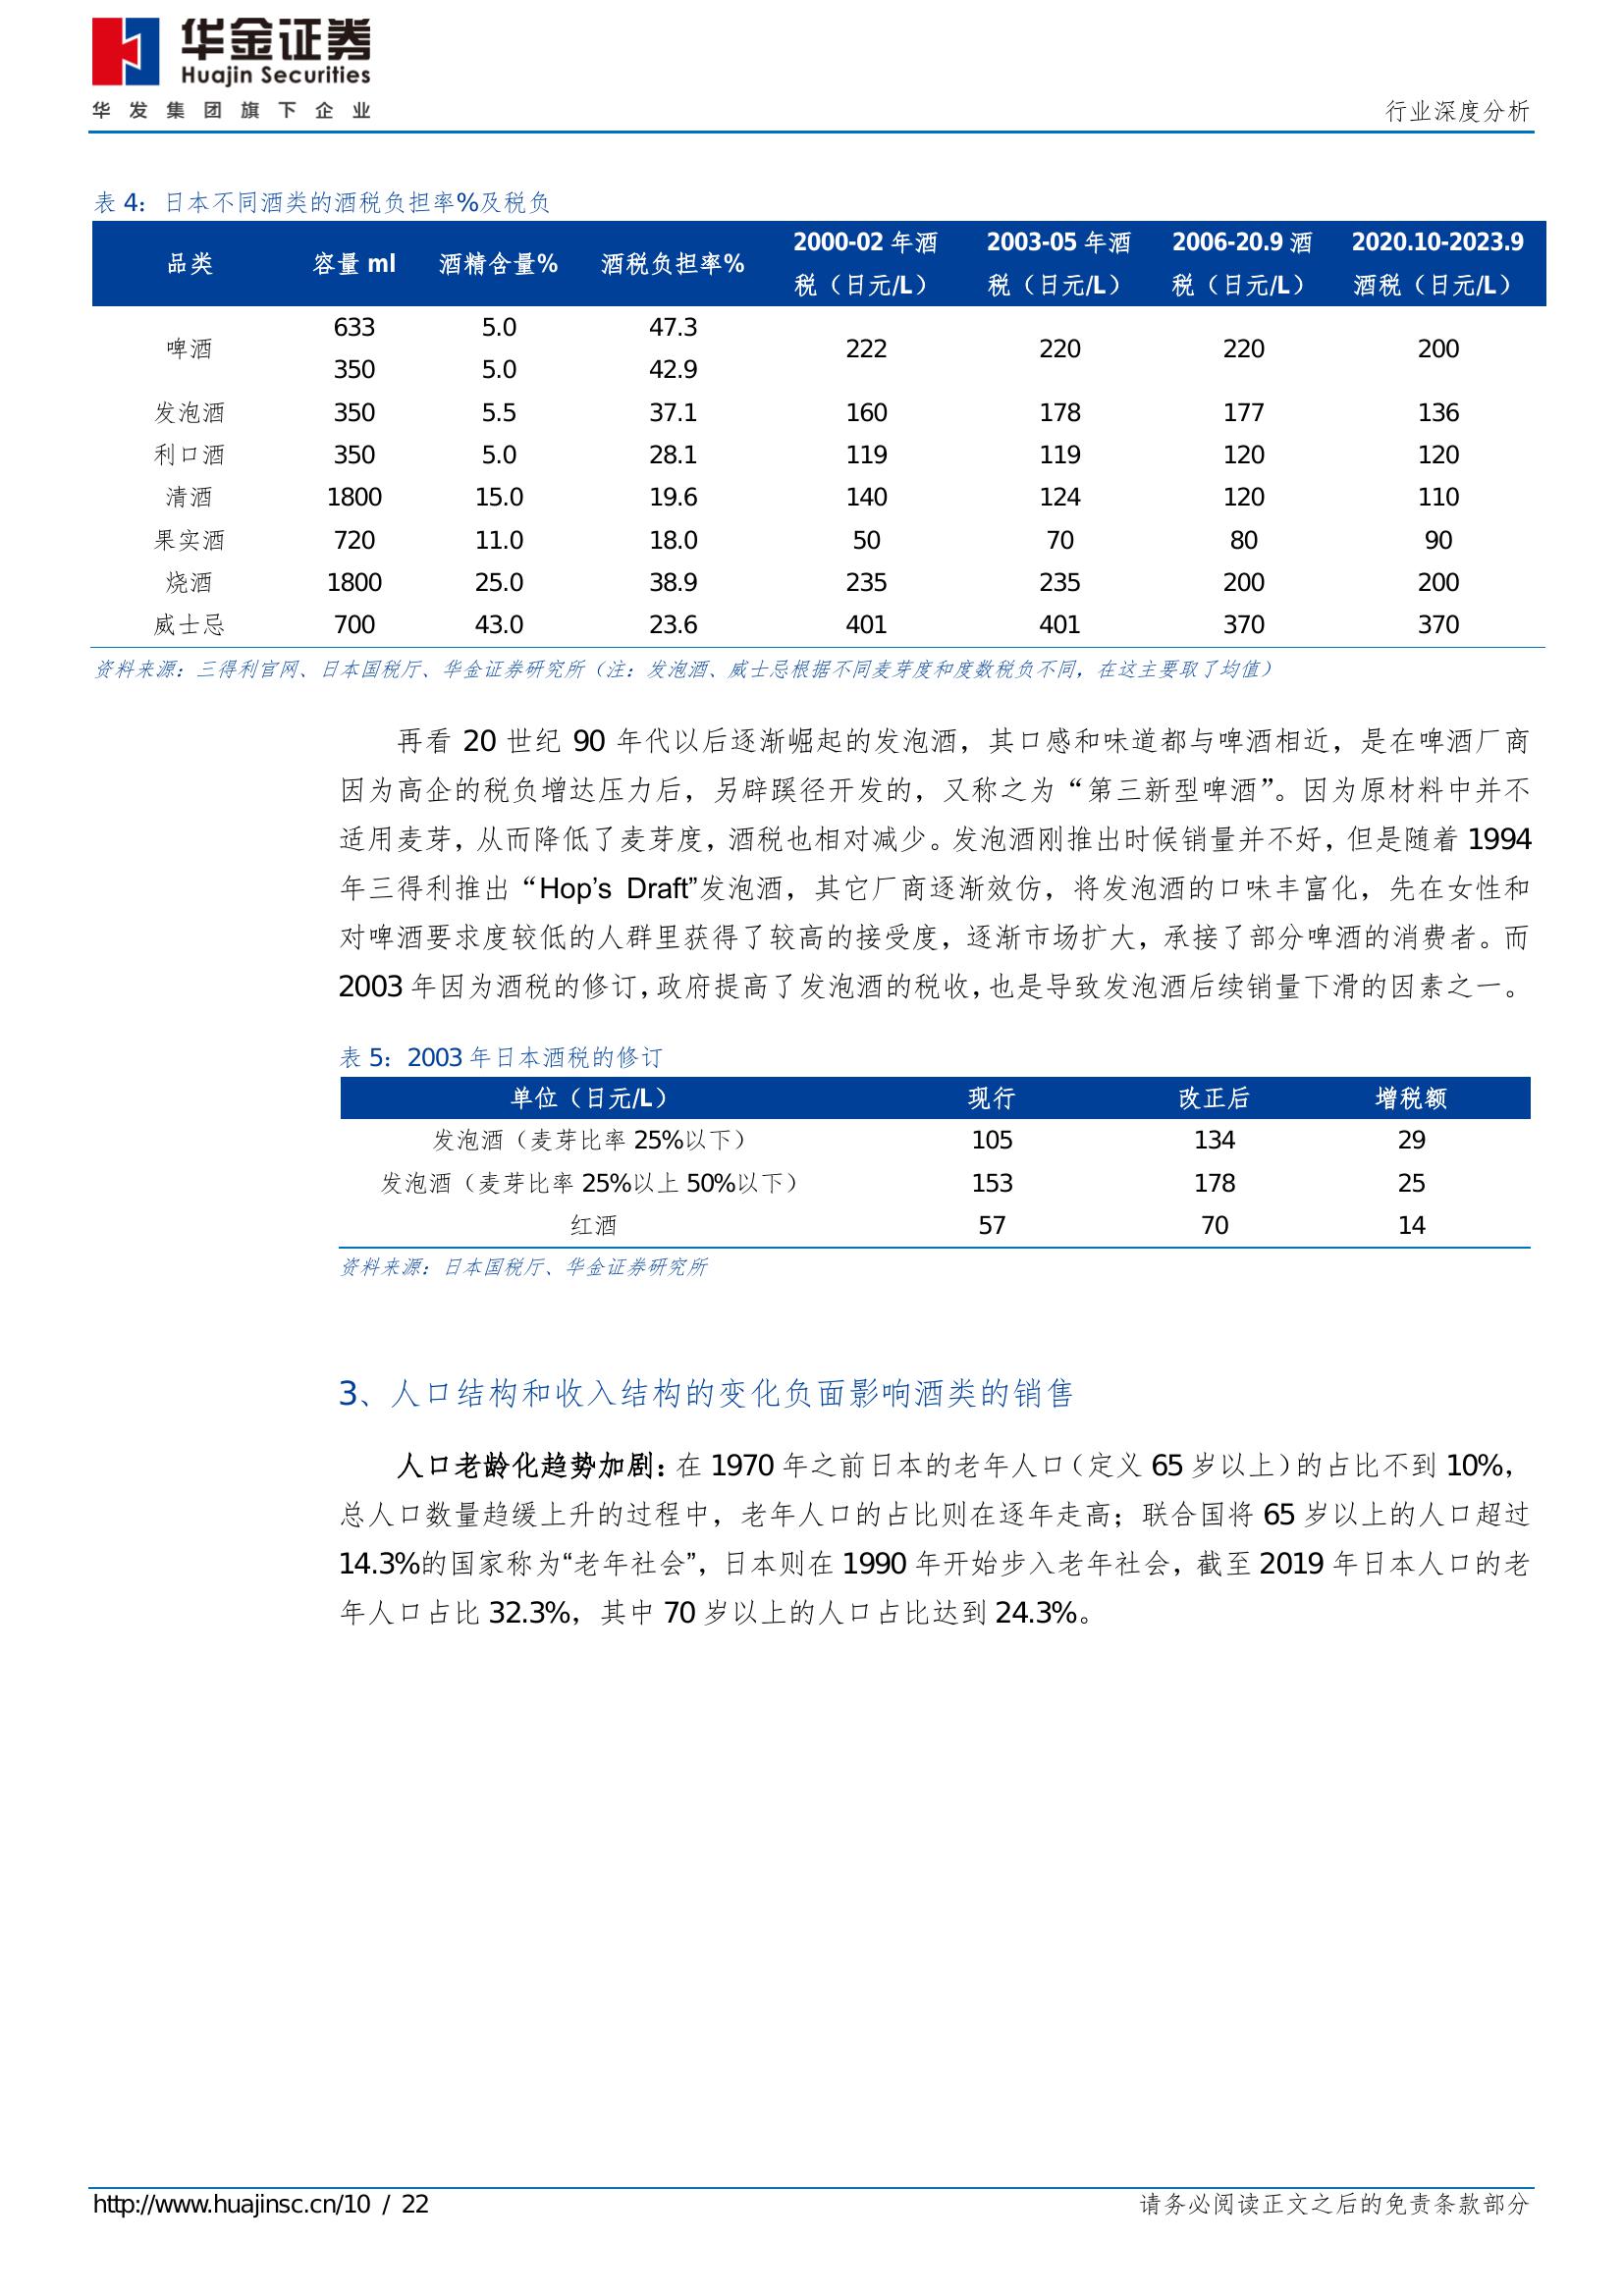 华金证券
Huajin Securities
华发集团旗下企业
行业深度分析
表 4：日本不同酒类的酒税负担率%及税负
品类 容量 ml 酒精含量% 酒税负担率% 2000-02 年酒税（日元/L） 2003-05 年酒税（日元/L） 2006-20.9 酒税（日元/L） 2020.10-2023.9 酒税（日元/L）
啤酒 633 5.0 47.3 222 220 220 200
350 5.0 42.9
发泡酒 350 5.5 37.1 160 178 177 136
利口酒 350 5.0 28.1 119 119 120 120
清酒 1800 15.0 19.6 140 124 120 110
果实酒 720 11.0 18.0 50 70 80 90
烧酒 1800 25.0 38.9 235 235 200 200
威士忌 700 43.0 23.6 401 401 370 370
资料来源：三得利官网、日本国税厅、华金证券研究所（注：发泡酒、威士忌根据不同麦芽度和度数税负不同，在这主要取了均值）
再看 20 世纪 90 年代以后逐渐崛起的发泡酒，其口感和味道都与啤酒相近，是在啤酒厂商
因为高企的税负增达压力后，另辟蹊径开发的，又称之为“第三新型啤酒”。因为原材料中并不
适用麦芽，从而降低了麦芽度，酒税也相对减少。发泡酒刚推出时候销量并不好，但是随着 1994
年三得利推出“Hop’s Draft”发泡酒，其它厂商逐渐效仿，将发泡酒的口味丰富化，先在女性和
对啤酒要求度较低的人群里获得了较高的接受度，逐渐市场扩大，承接了部分啤酒的消费者。而
2003 年因为酒税的修订，政府提高了发泡酒的税收，也是导致发泡酒后续销量下滑的因素之一。
表 5：2003 年日本酒税的修订
单位（日元/L） 现行 改正后 增税额
发泡酒（麦芽比率 25%以下） 105 134 29
发泡酒（麦芽比率 25%以上 50%以下） 153 178 25
红酒 57 70 14
资料来源：日本国税厅、华金证券研究所
3、人口结构和收入结构的变化负面影响酒类的销售
人口老龄化趋势加剧：在 1970 年之前日本的老年人口（定义 65 岁以上）的占比不到 10%，
总人口数量趋缓上升的过程中，老年人口的占比则在逐年走高；联合国将 65 岁以上的人口超过
14.3%的国家称为“老年社会”，日本则在 1990 年开始步入老年社会，截至 2019 年日本人口的老
年人口占比 32.3%，其中 70 岁以上的人口占比达到 24.3%。
http://www.huajinsc.cn/10 / 22
请务必阅读正文之后的免责条款部分